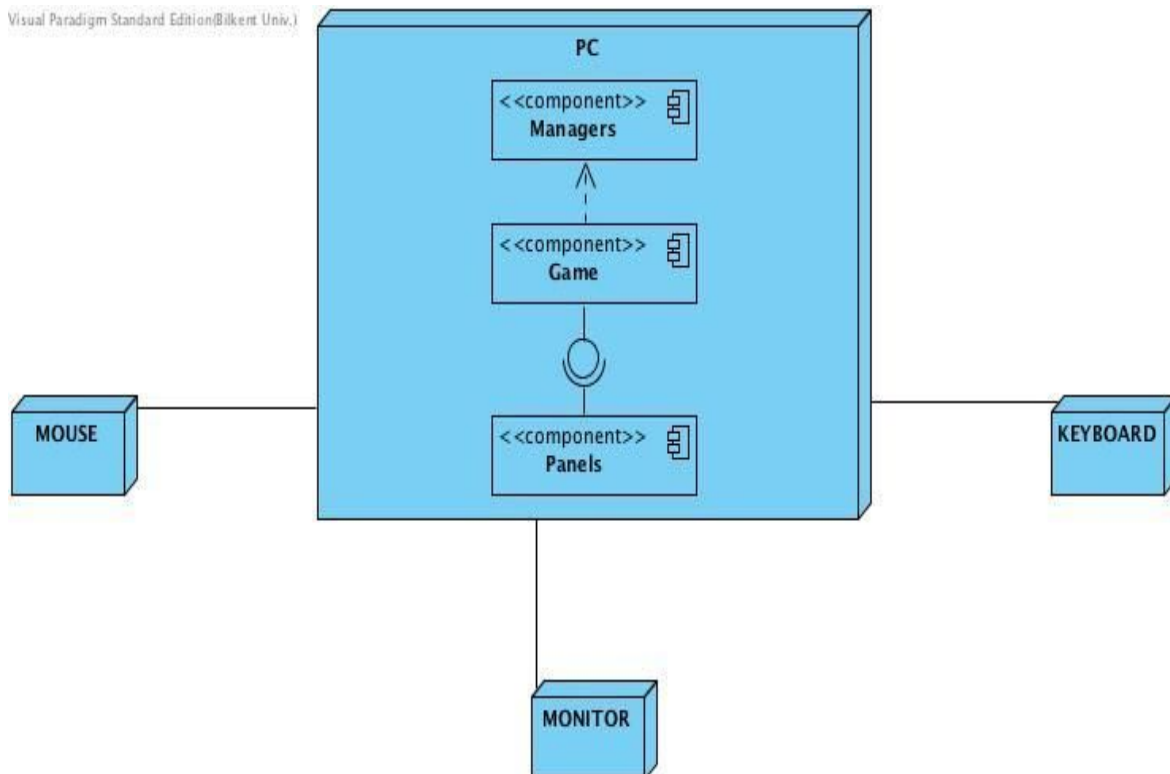 Visual Paradigm Standard Edition(Bilkent Univ.)
PC
<<component>>
Managers
<<component>>
Game
<<component>>
Panels
MOUSE
KEYBOARD
MONITOR